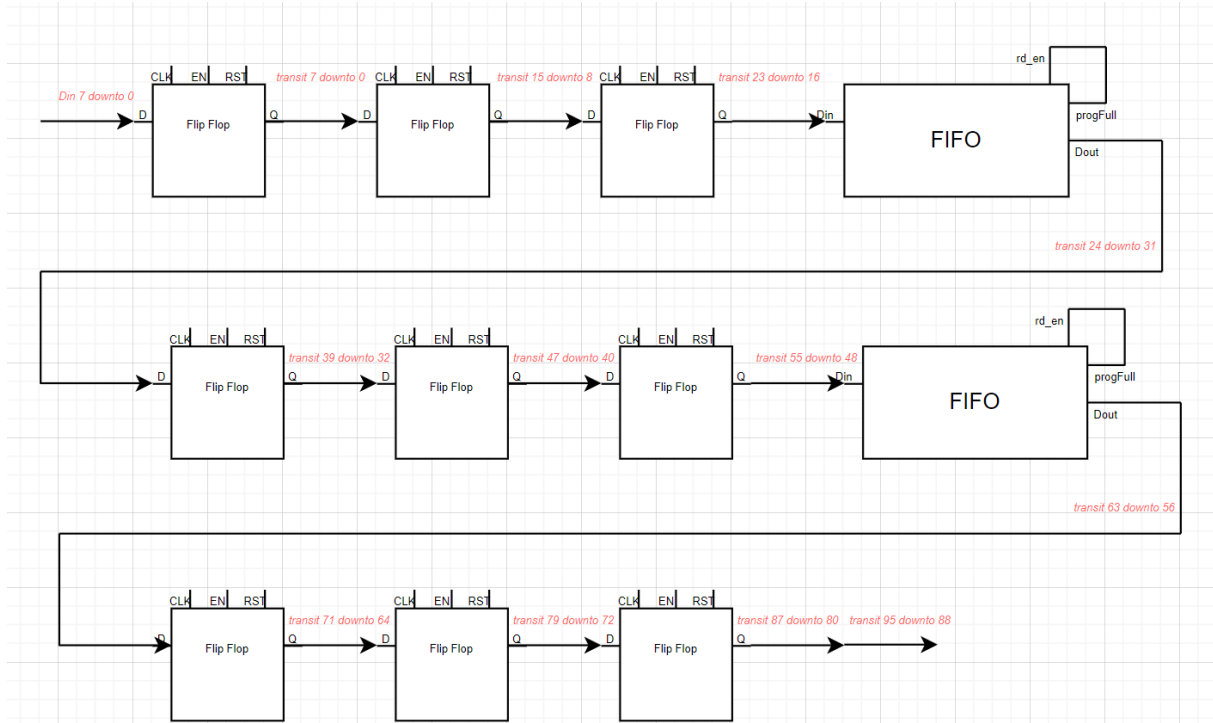 rd_en
CLK EN RST transit 7 downto 0 CLK EN RST transit 15 downto 8 CLK EN RST transit 23 downto 16
Din 7 downto 0
D Flip Flop Q D Flip Flop Q D Flip Flop Q Din FIFO progFull
Dout
transit 24 downto 31
rd_en
CLK EN RST CLK EN RST CLK EN RST
transit 39 downto 32 transit 47 downto 40 transit 55 downto 48
D Flip Flop Q D Flip Flop Q D Flip Flop Q Din FIFO progFull
Dout
transit 63 downto 56
CLK EN RST CLK EN RST CLK EN RST
transit 71 downto 64 transit 79 downto 72 transit 87 downto 80 transit 95 downto 88
D Flip Flop Q D Flip Flop Q D Flip Flop Q